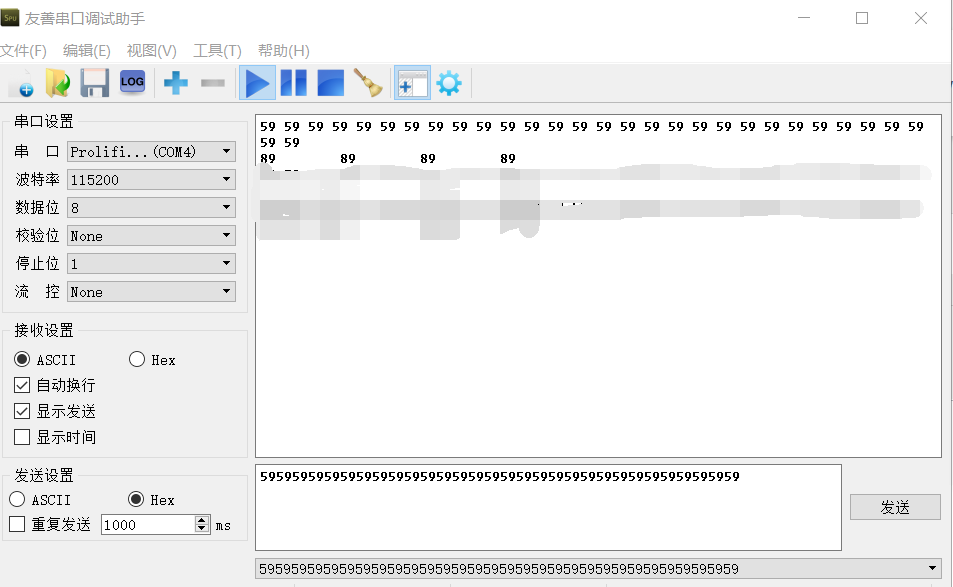 友善串口调试助手
文件(F) 编辑(E) 视图(V) 工具(T) 帮助(H)
LOG
串口设置
串 口 Prolifi...(COM4)
波特率 115200
数据位 8
校验位 None
停止位 1
流 控 None
接收设置
ASCII Hex
自动换行
显示发送
显示时间
发送设置
ASCII Hex
重复发送 1000 ms
59 59 59 59 59 59 59 59 59 59 59 59 59 59 59 59 59 59 59 59 59 59 59 59 59 59 59 59
59 59
89 89 89 89
595959595959595959595959595959595959595959595959595959595959
发送
595959595959595959595959595959595959595959595959595959595959